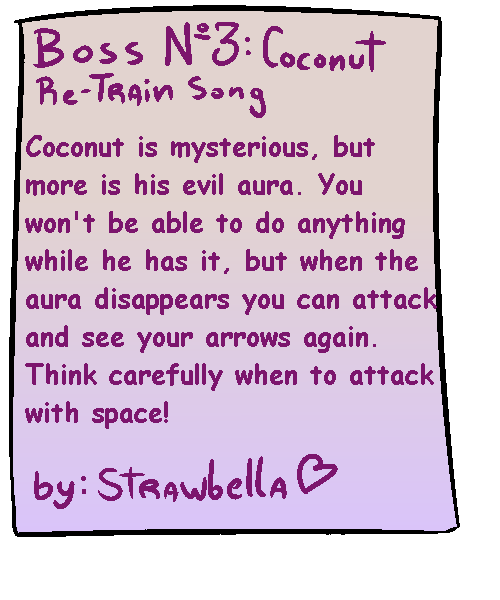 Boss Nº3: Coconut
Re-Train Song
Coconut is mysterious, but
more is his evil aura. You
won't be able to do anything
while he has it, but when the
aura disappears you can attack
and see your arrows again.
Think carefully when to attack
with space!
by: Strawbella